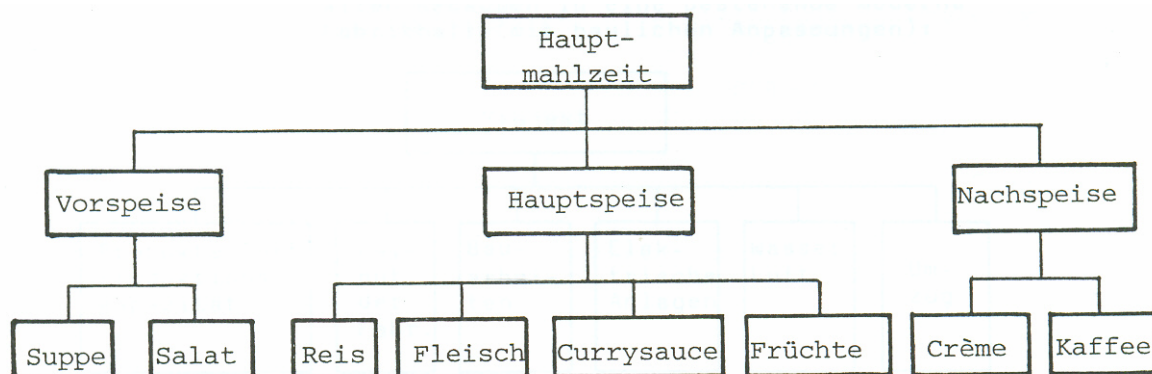 Haupt-
mahlzeit
Vorspeise
Hauptspeise
Nachspeise
Suppe
Salat
Reis
Fleisch
Currysauce
Früchte
Crème
Kaffee